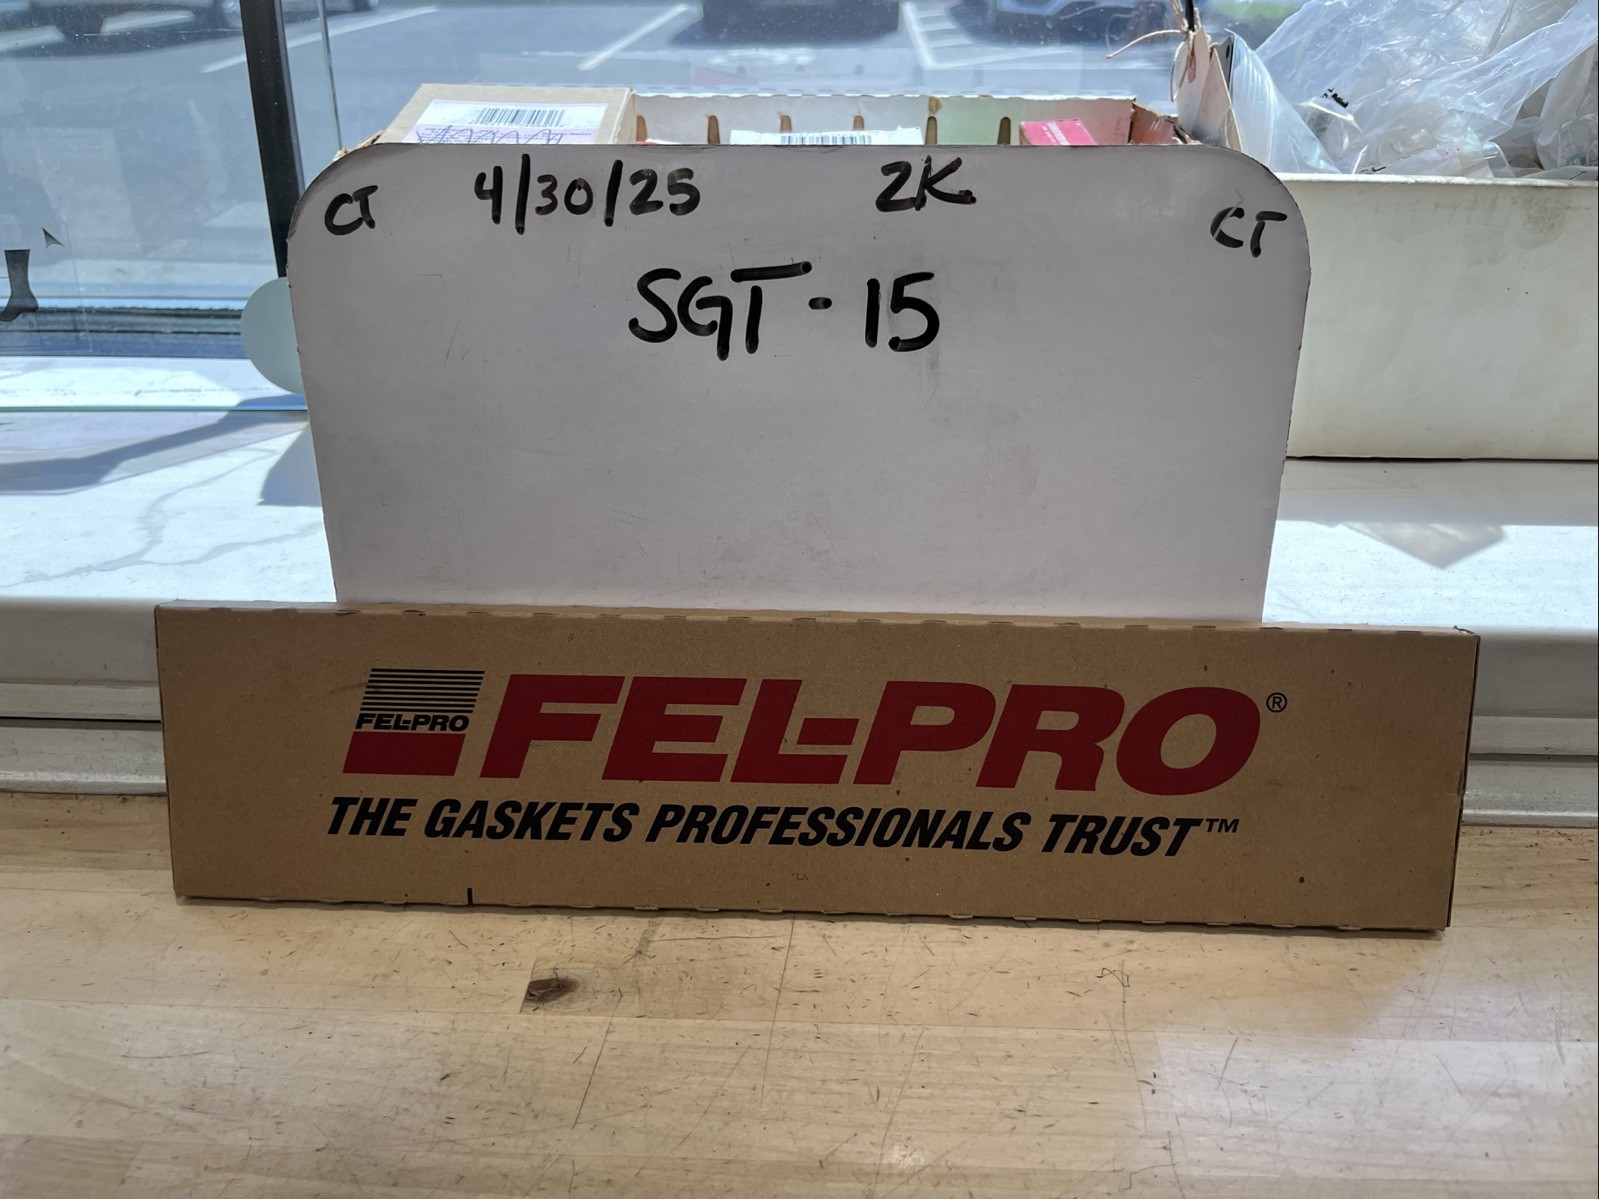 CT 4/30/25 2K CT
SGT-15
FEL-PRO FEL-PRO®
THE GASKETS PROFESSIONALS TRUST™